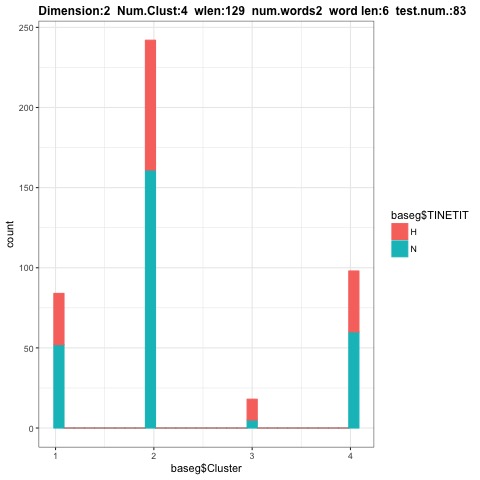 Dimension:2 Num.Clust:4 wlen:129 num.words2 word len:6 test.num.:83
250
200
150
100
50
0
count
1 2 3 4
baseg$Cluster
baseg$TINETIT
H
N